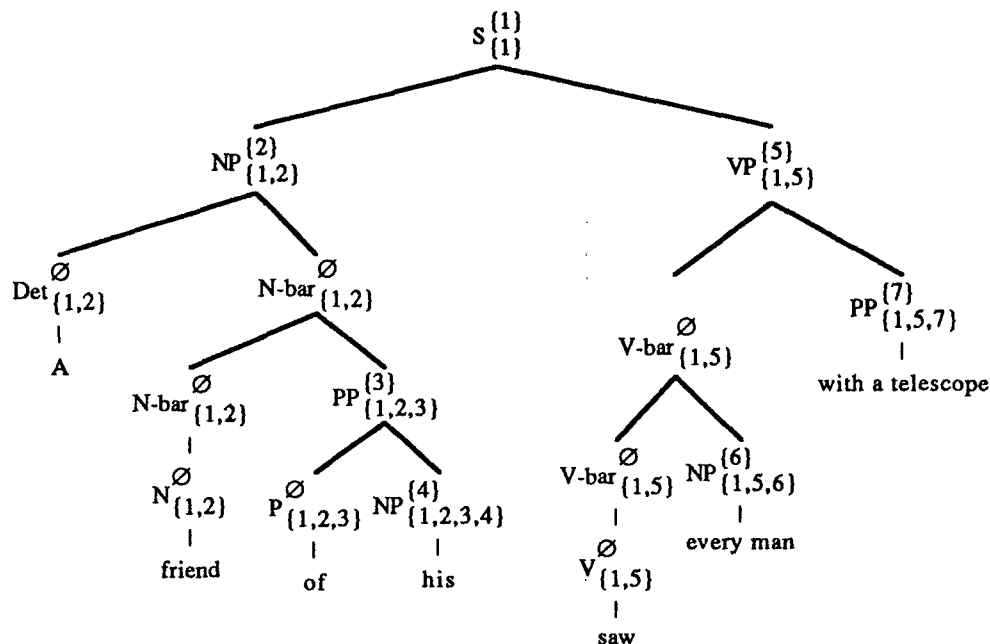 S {1} {1}
NP {2} {1,2} VP {5} {1,5}
Det ∅ {1,2} N-bar ∅ {1,2} PP {7} {1,5,7}
A V-bar ∅ {1,5} with a telescope
N-bar ∅ {1,2} PP {3} {1,2,3}
N ∅ {1,2} P ∅ {1,2,3} NP {4} {1,2,3,4} V-bar ∅ {1,5} NP {6} {1,5,6}
friend of his V ∅ {1,5} every man
saw